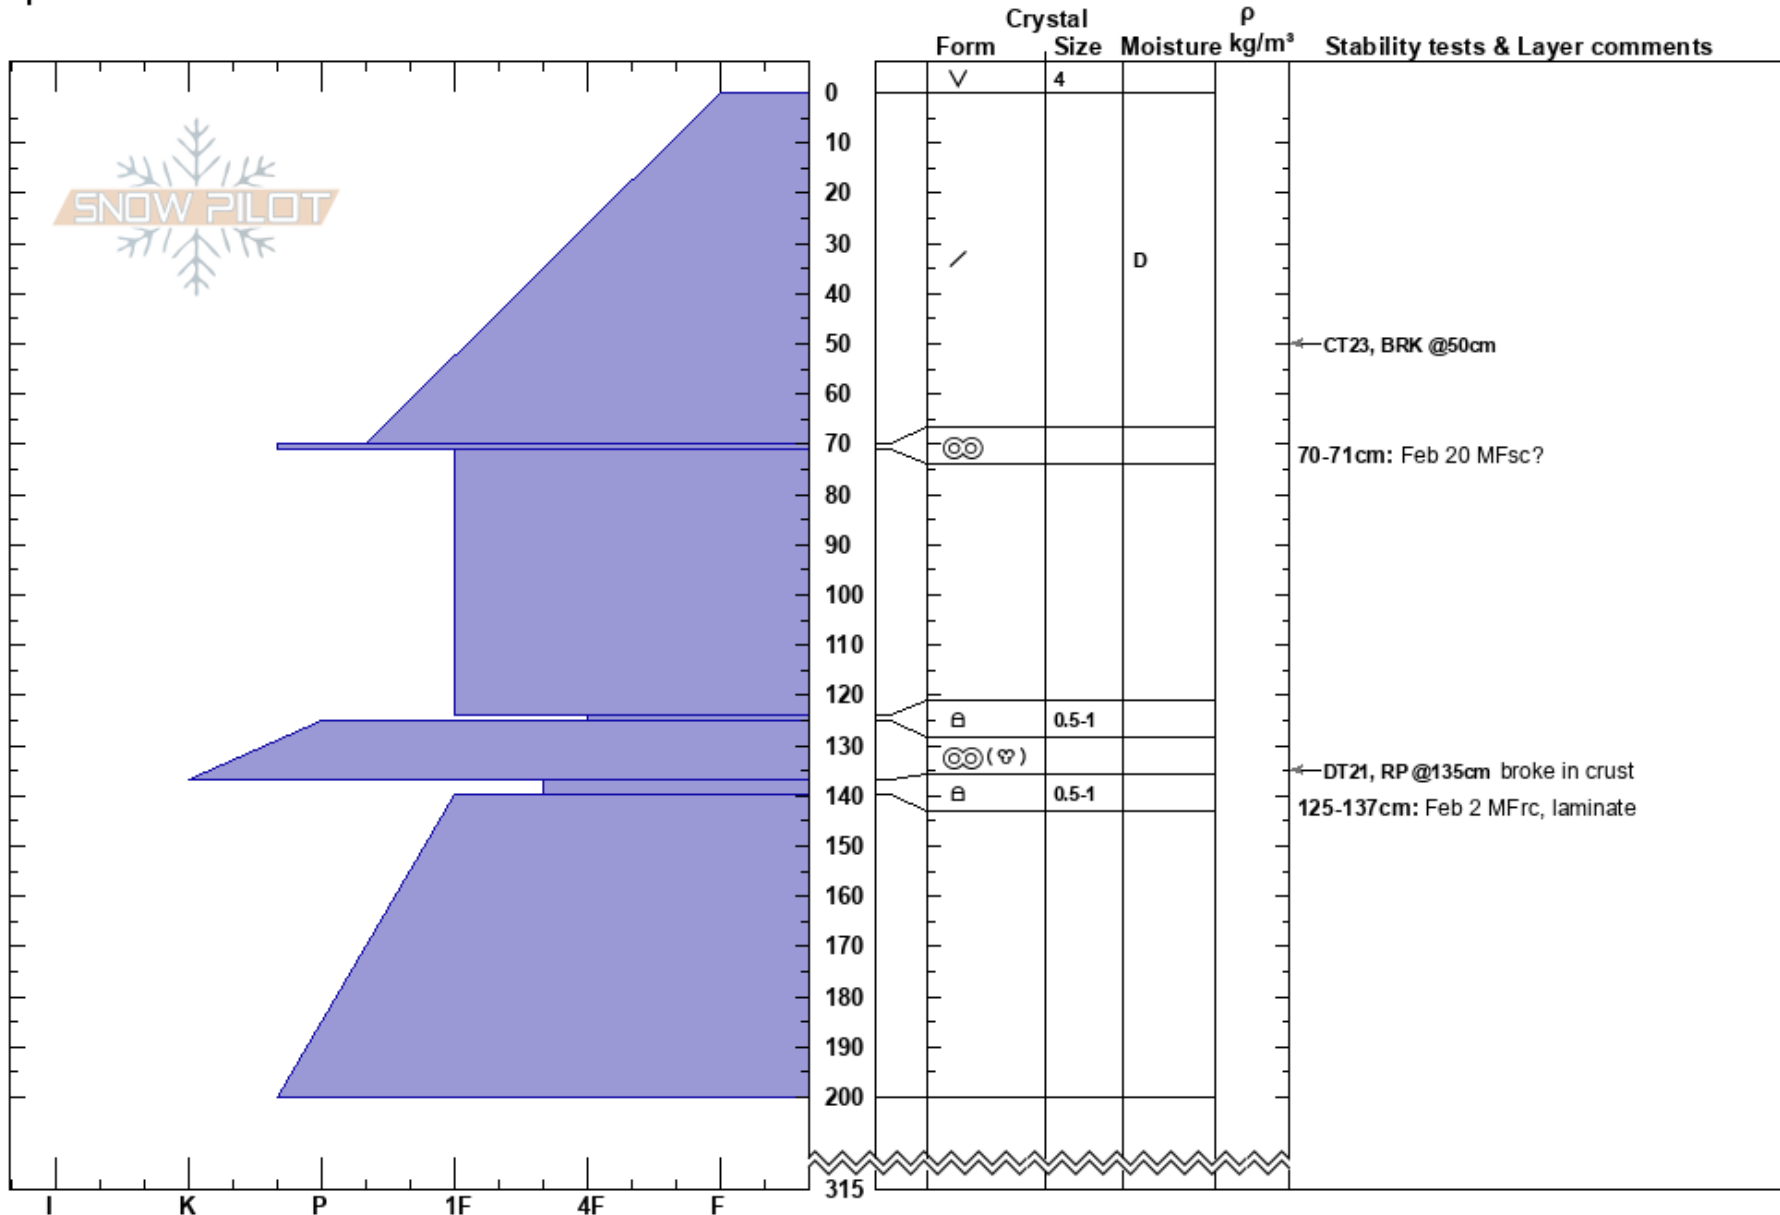 Crystal
ρ
Form Size Moisture kg/m³ Stability tests & Layer comments
V 4
0
10
SNOW PILOT
20
30
D
40
50 CT23, BRK @50cm
60
70 70-71cm: Feb 20 MFsc?
80
90
100
110
120
0.5-1
130
DT21, RP @135cm broke in crust
140 0.5-1
125-137cm: Feb 2 MFrc, laminate
150
160
170
180
190
200
315
I K P 1F 4F F